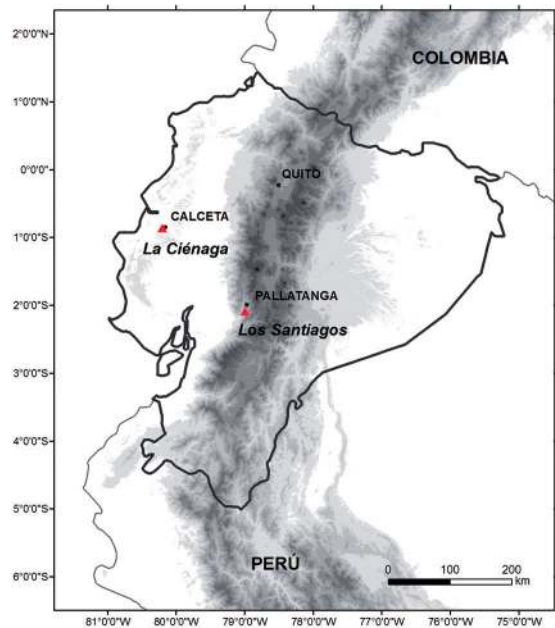 2°0'0"N
COLOMBIA
1°0'0"N
0°0'0"
QUITO
CALCETA
1°0'0"S
La Ciénaga
PALLATANGA
2°0'0"S
Los Santiagos
3°0'0"S
4°0'0"S
5°0'0"S
PERÚ
0 100 200
km
6°0'0"S
81°0'0"W 80°0'0"W 79°0'0"W 78°0'0"W 77°0'0"W 76°0'0"W 75°0'0"W